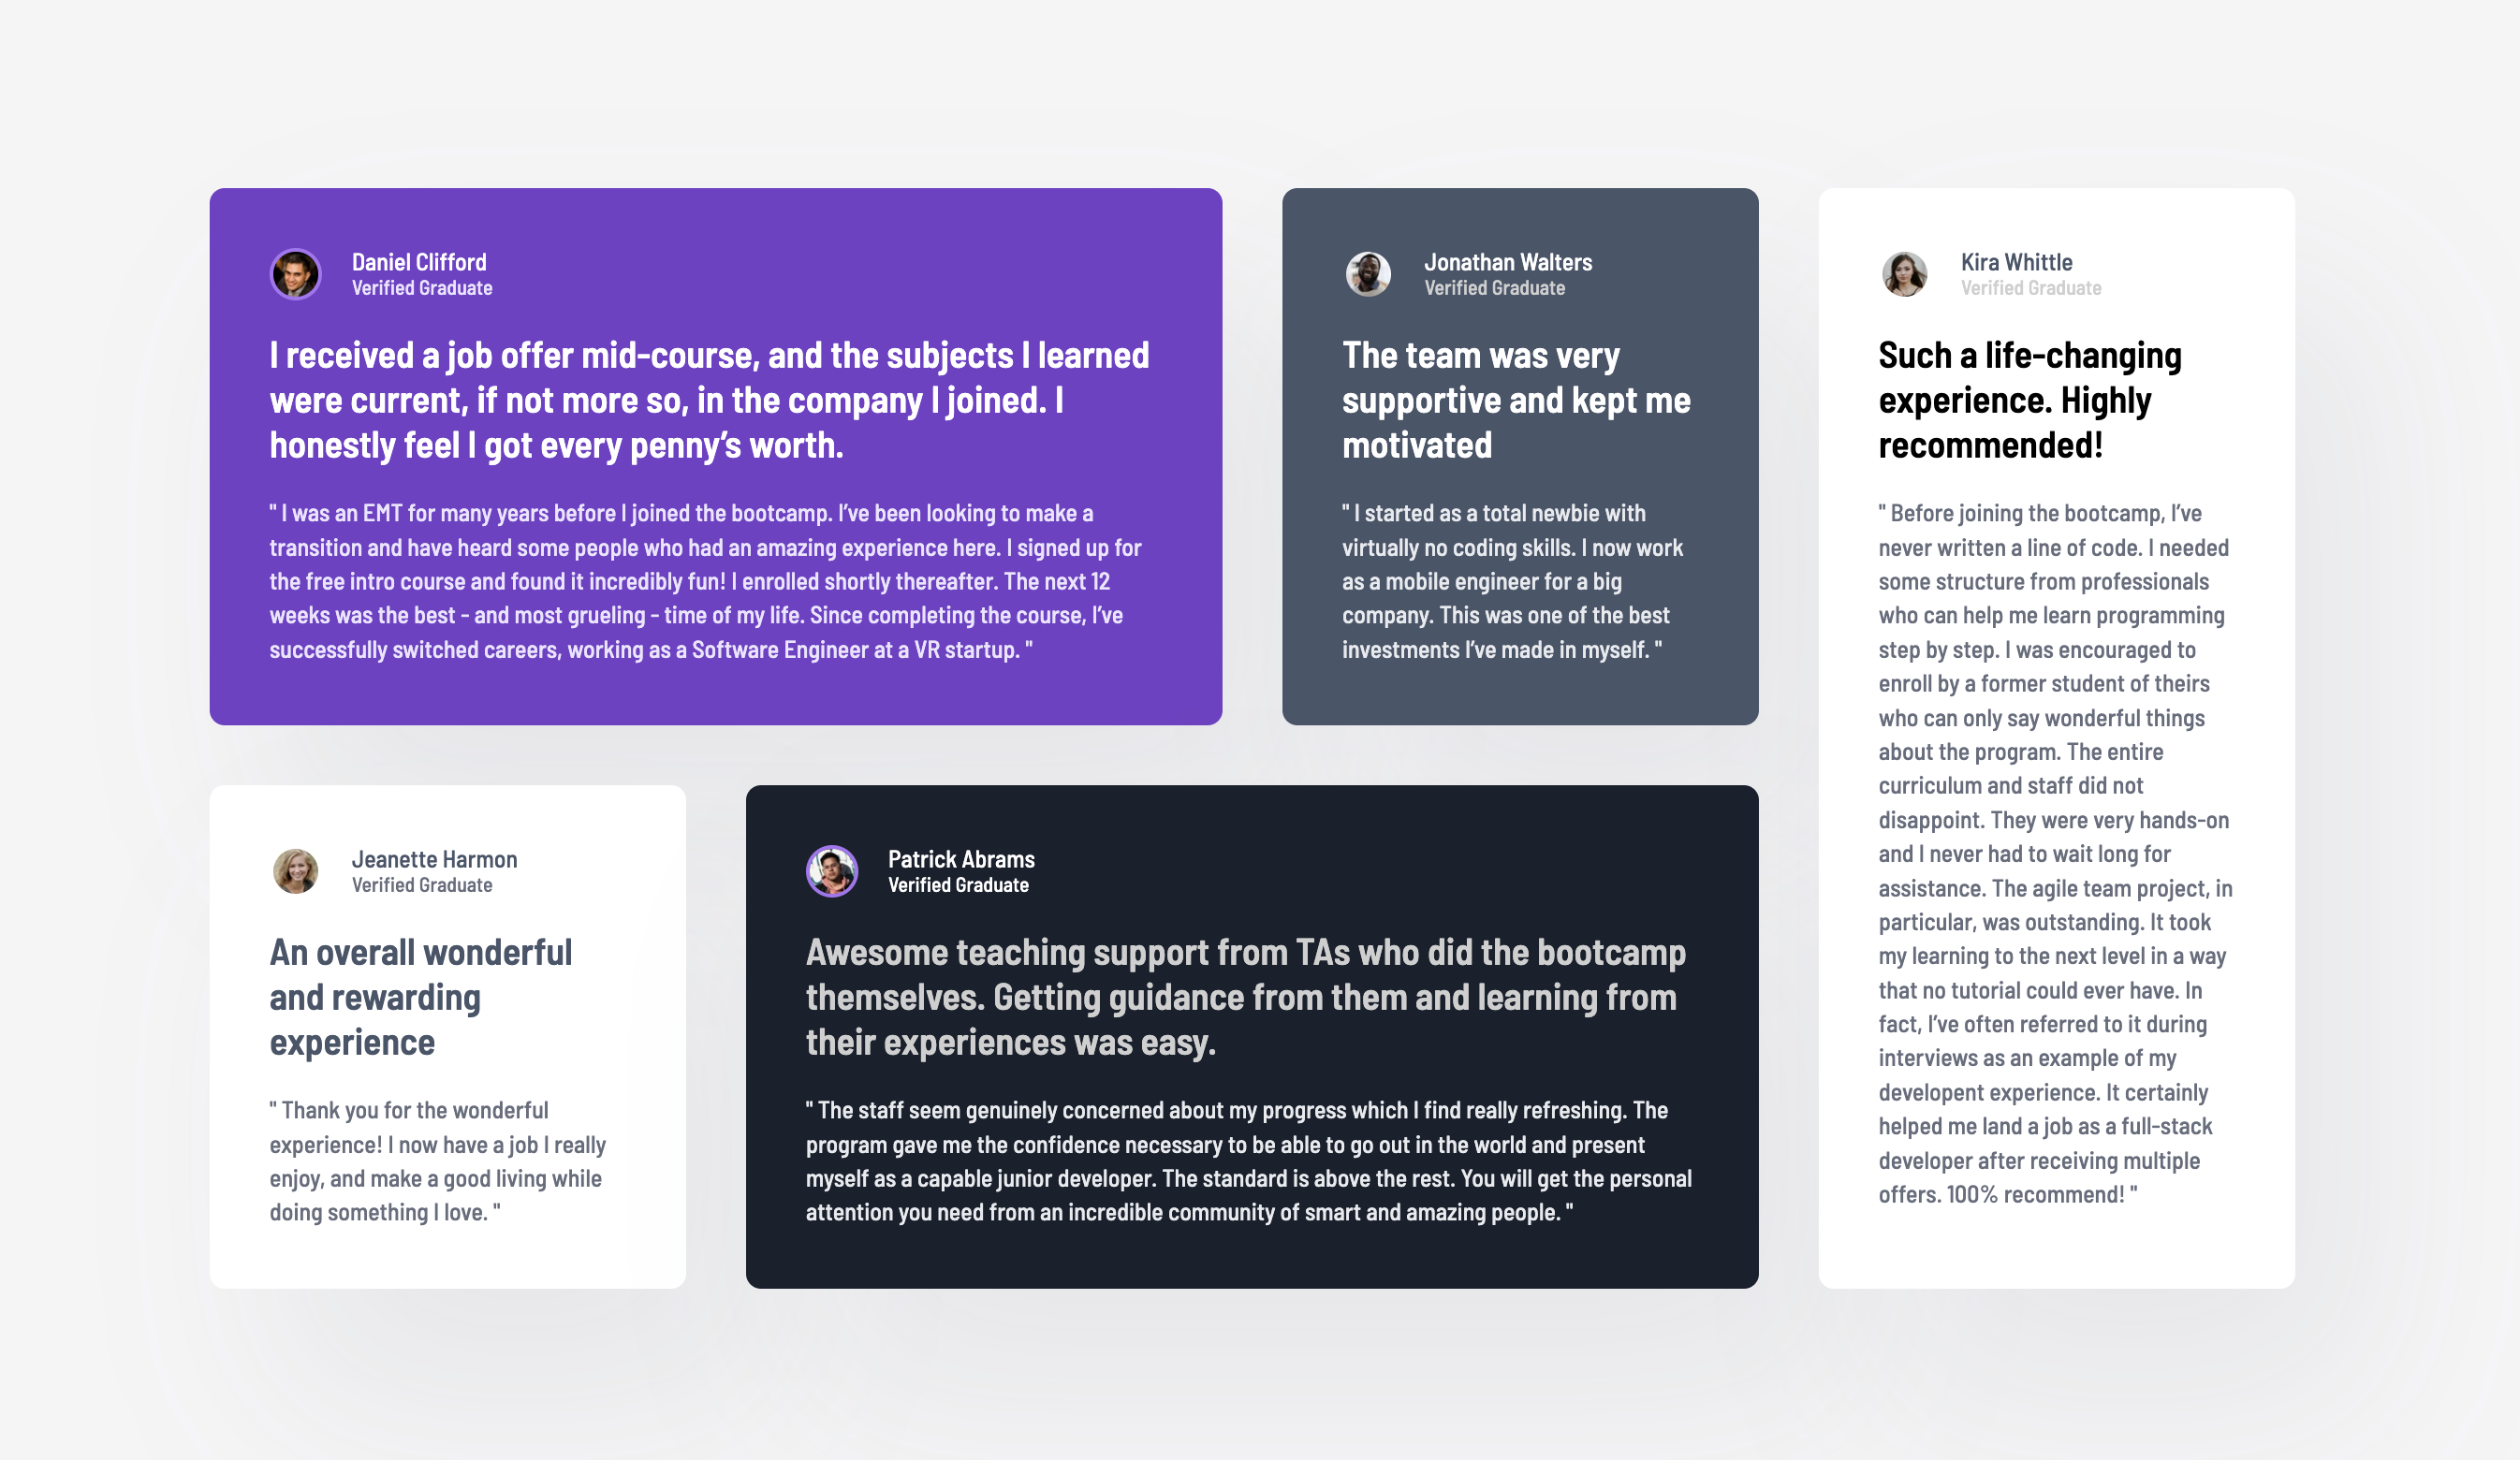 Daniel Clifford
Verified Graduate
I received a job offer mid-course, and the subjects I learned
were current, if not more so, in the company I joined. I
honestly feel I got every penny’s worth.
" I was an EMT for many years before I joined the bootcamp. I’ve been looking to make a
transition and have heard some people who had an amazing experience here. I signed up for
the free intro course and found it incredibly fun! I enrolled shortly thereafter. The next 12
weeks was the best - and most grueling - time of my life. Since completing the course, I’ve
successfully switched careers, working as a Software Engineer at a VR startup. "
Jonathan Walters
Verified Graduate
The team was very
supportive and kept me
motivated
" I started as a total newbie with
virtually no coding skills. I now work
as a mobile engineer for a big
company. This was one of the best
investments I’ve made in myself. "
Kira Whittle
Verified Graduate
Such a life-changing
experience. Highly
recommended!
" Before joining the bootcamp, I’ve
never written a line of code. I needed
some structure from professionals
who can help me learn programming
step by step. I was encouraged to
enroll by a former student of theirs
who can only say wonderful things
about the program. The entire
curriculum and staff did not
disappoint. They were very hands-on
and I never had to wait long for
assistance. The agile team project, in
particular, was outstanding. It took
my learning to the next level in a way
that no tutorial could ever have. In
fact, I’ve often referred to it during
interviews as an example of my
developent experience. It certainly
helped me land a job as a full-stack
developer after receiving multiple
offers. 100% recommend! "
Jeanette Harmon
Verified Graduate
An overall wonderful
and rewarding
experience
" Thank you for the wonderful
experience! I now have a job I really
enjoy, and make a good living while
doing something I love. "
Patrick Abrams
Verified Graduate
Awesome teaching support from TAs who did the bootcamp
themselves. Getting guidance from them and learning from
their experiences was easy.
" The staff seem genuinely concerned about my progress which I find really refreshing. The
program gave me the confidence necessary to be able to go out in the world and present
myself as a capable junior developer. The standard is above the rest. You will get the personal
attention you need from an incredible community of smart and amazing people. "